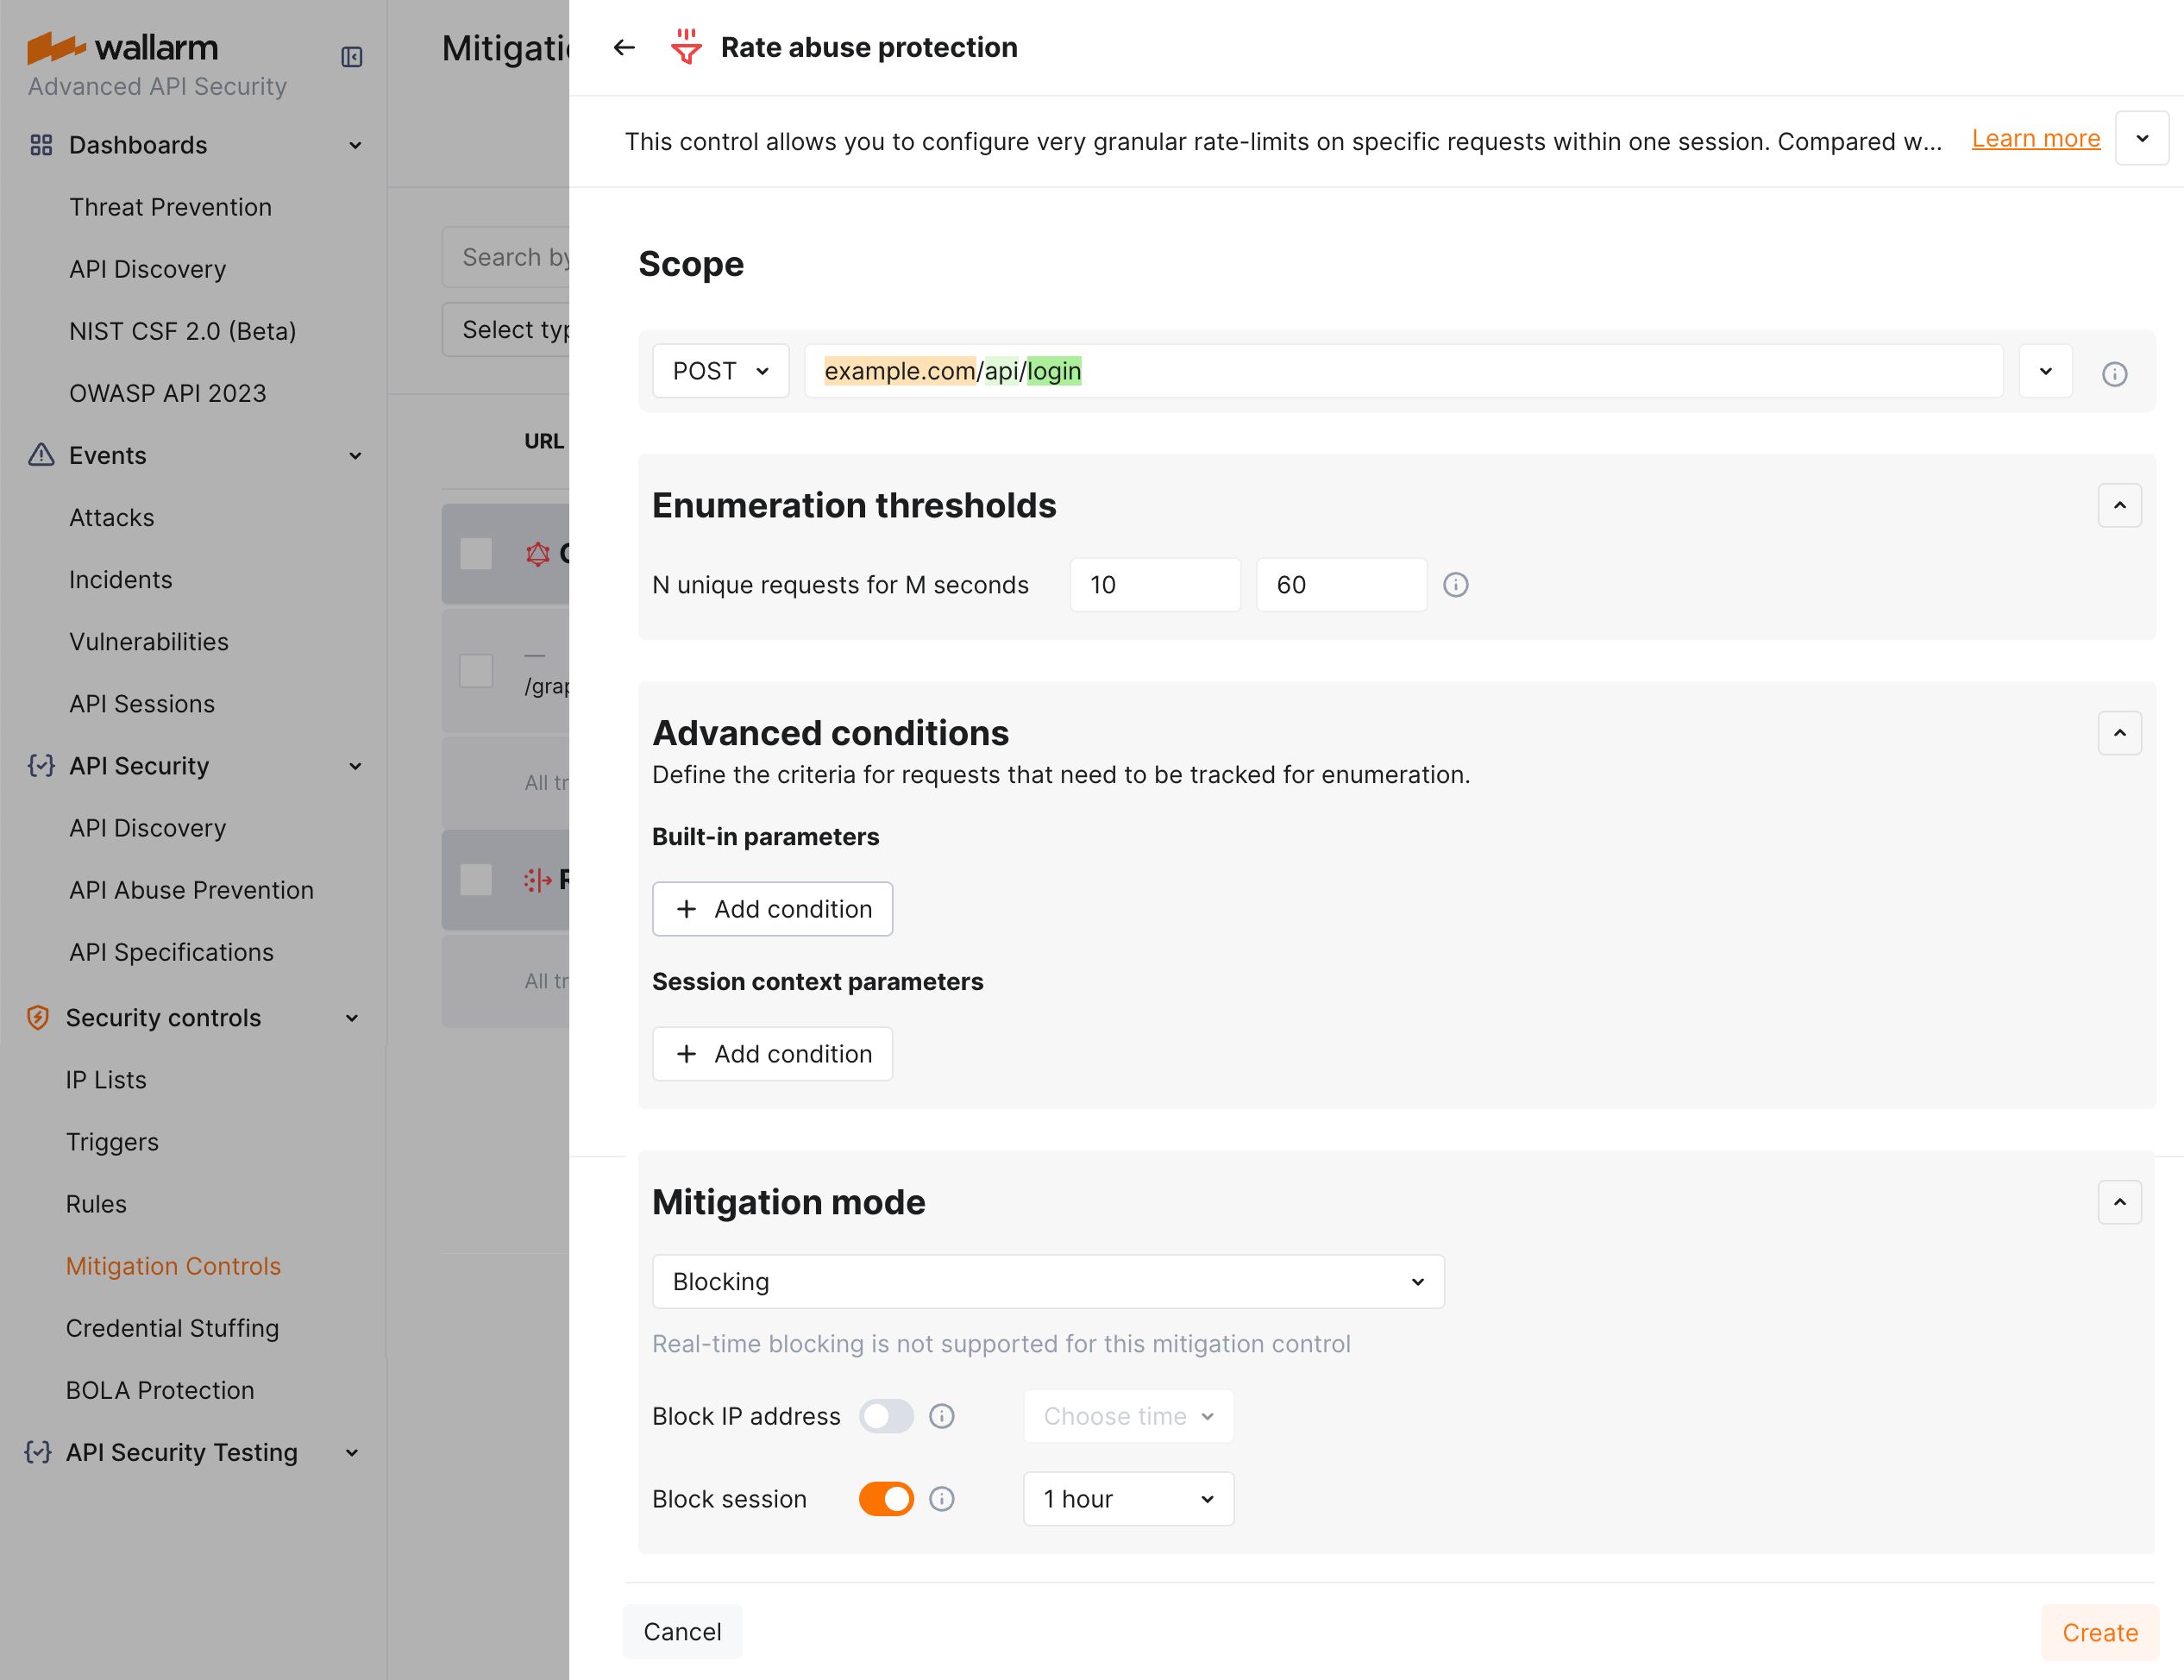 wallarm
Advanced API Security
Dashboards
Threat Prevention
API Discovery
NIST CSF 2.0 (Beta)
OWASP API 2023
Events
Attacks
Incidents
Vulnerabilities
API Sessions
API Security
API Discovery
API Abuse Prevention
API Specifications
Security controls
IP Lists
Triggers
Rules
Mitigation Controls
Credential Stuffing
BOLA Protection
API Security Testing
Mitigatio
Search by
Select typ
URL
/grap
All tr
All tr
Rate abuse protection
This control allows you to configure very granular rate-limits on specific requests within one session. Compared w...
Learn more
Scope
POST
example.com/api/login
Enumeration thresholds
N unique requests for M seconds 10 60
Advanced conditions
Define the criteria for requests that need to be tracked for enumeration.
Built-in parameters
+ Add condition
Session context parameters
+ Add condition
Mitigation mode
Blocking
Real-time blocking is not supported for this mitigation control
Block IP address Choose time
Block session 1 hour
Cancel
Create